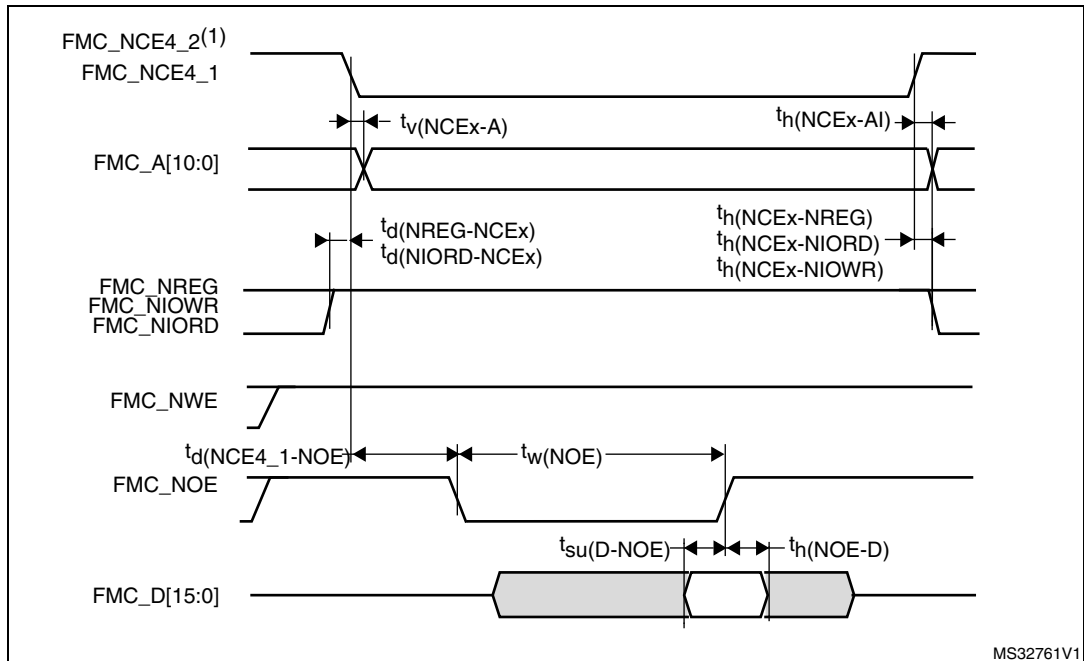 FMC_NCE4_2(1)
FMC_NCE4_1
tv(NCEx-A)
th(NCEx-AI)
FMC_A[10:0]
td(NREG-NCEx)
td(NIORD-NCEx)
th(NCEx-NREG)
th(NCEx-NIORD)
th(NCEx-NIOWR)
FMC_NREG
FMC_NIOWR
FMC_NIORD
FMC_NWE
td(NCE4_1-NOE)
tw(NOE)
FMC_NOE
tsu(D-NOE)
th(NOE-D)
FMC_D[15:0]
MS32761V1